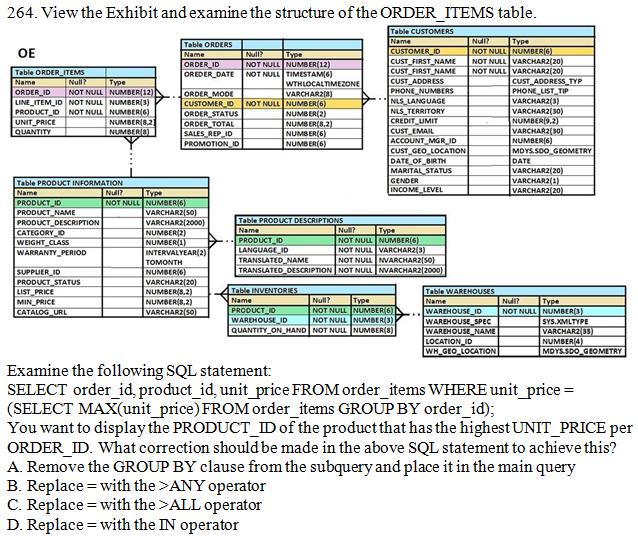 264. View the Exhibit and examine the structure of the ORDER_ITEMS table.
OE
Table ORDER_ITEMS
Name Null? Type
ORDER_ID NOT NULL NUMBER(12)
LINE_ITEM_ID NOT NULL NUMBER(3)
PRODUCT_ID NOT NULL NUMBER(6)
UNIT_PRICE NUMBER(8,2)
QUANTITY NUMBER(8)
Table ORDERS
Name Null? Type
ORDER_ID NOT NULL NUMBER(12)
OREDER_DATE NOT NULL TIMESTAM(6)
WTHLOCALTIMEZONE
ORDER_MODE VARCHAR2(8)
CUSTOMER_ID NOT NULL NUMBER(6)
ORDER_STATUS NUMBER(2)
ORDER_TOTAL NUMBER(8,2)
SALES_REP_ID NUMBER(6)
PROMOTION_ID NUMBER(6)
Table CUSTOMERS
Name Null? Type
CUSTOMER_ID NOT NULL NUMBER(6)
CUST_FIRST_NAME NOT NULL VARCHAR2(20)
CUST_FIRST_NAME NOT NULL VARCHAR2(20)
CUST_ADDRESS CUST_ADDRESS_TYP
PHONE_NUMBERS PHONE_LIST_TIP
NLS_LANGUAGE VARCHAR2(3)
NLS_TERRITORY VARCHAR2(30)
CREDIT_LIMIT NUMBER(9,2)
CUST_EMAIL VARCHAR2(30)
ACCOUNT_MGR_ID NUMBER(6)
CUST_GEO_LOCATION MDYS.SDO_GEOMETRY
DATE_OF_BIRTH DATE
MARITAL_STATUS VARCHAR2(20)
GENDER VARCHAR2(1)
INCOME_LEVEL VARCHAR2(20)
Table PRODUCT INFORMATION
Name Null? Type
PRODUCT_ID NOT NULL NUMBER(6)
PRODUCT_NAME VARCHAR2(50)
PRODUCT_DESCRIPTION VARCHAR2(2000)
CATEGORY_ID NUMBER(2)
WEIGHT_CLASS NUMBER(1)
WARRANTY_PERIOD INTERVALYEAR(2)
TOMONTH
SUPPLIER_ID NUMBER(6)
PRODUCT_STATUS VARCHAR2(20)
LIST_PRICE NUMBER(8,2)
MIN_PRICE NUMBER(8,2)
CATALOG_URL VARCHAR2(50)
Table PRODUCT DESCRIPTIONS
Name Null? Type
PRODUCT_ID NOT NULL NUMBER(6)
LANGUAGE_ID NOT NULL VARCHAR2(3)
TRANSLATED_NAME NOT NULL NVARCHAR2(50)
TRANSLATED_DESCRIPTION NOT NULL NVARCHAR2(2000)
Table INVENTORIES
Name Null? Type
PRODUCT_ID NOT NULL NUMBER(6)
WAREHOUSE_ID NOT NULL NUMBER(3)
QUANTITY_ON_HAND NOT NULL NUMBER(8)
Table WAREHOUSES
Name Null? Type
WAREHOUSE_ID NOT NULL NUMBER(3)
WAREHOUSE_SPEC SYS.XMLTYPE
WAREHOUSE_NAME VARCHAR2(35)
LOCATION_ID NUMBER(4)
WH_GEO_LOCATION MDYS.SDO_GEOMETRY
Examine the following SQL statement:
SELECT order_id, product_id, unit_price FROM order_items WHERE unit_price =
(SELECT MAX(unit_price) FROM order_items GROUP BY order_id);
You want to display the PRODUCT_ID of the product that has the highest UNIT_PRICE per
ORDER_ID. What correction should be made in the above SQL statement to achieve this?
A. Remove the GROUP BY clause from the subquery and place it in the main query
B. Replace = with the >ANY operator
C. Replace = with the >ALL operator
D. Replace = with the IN operator